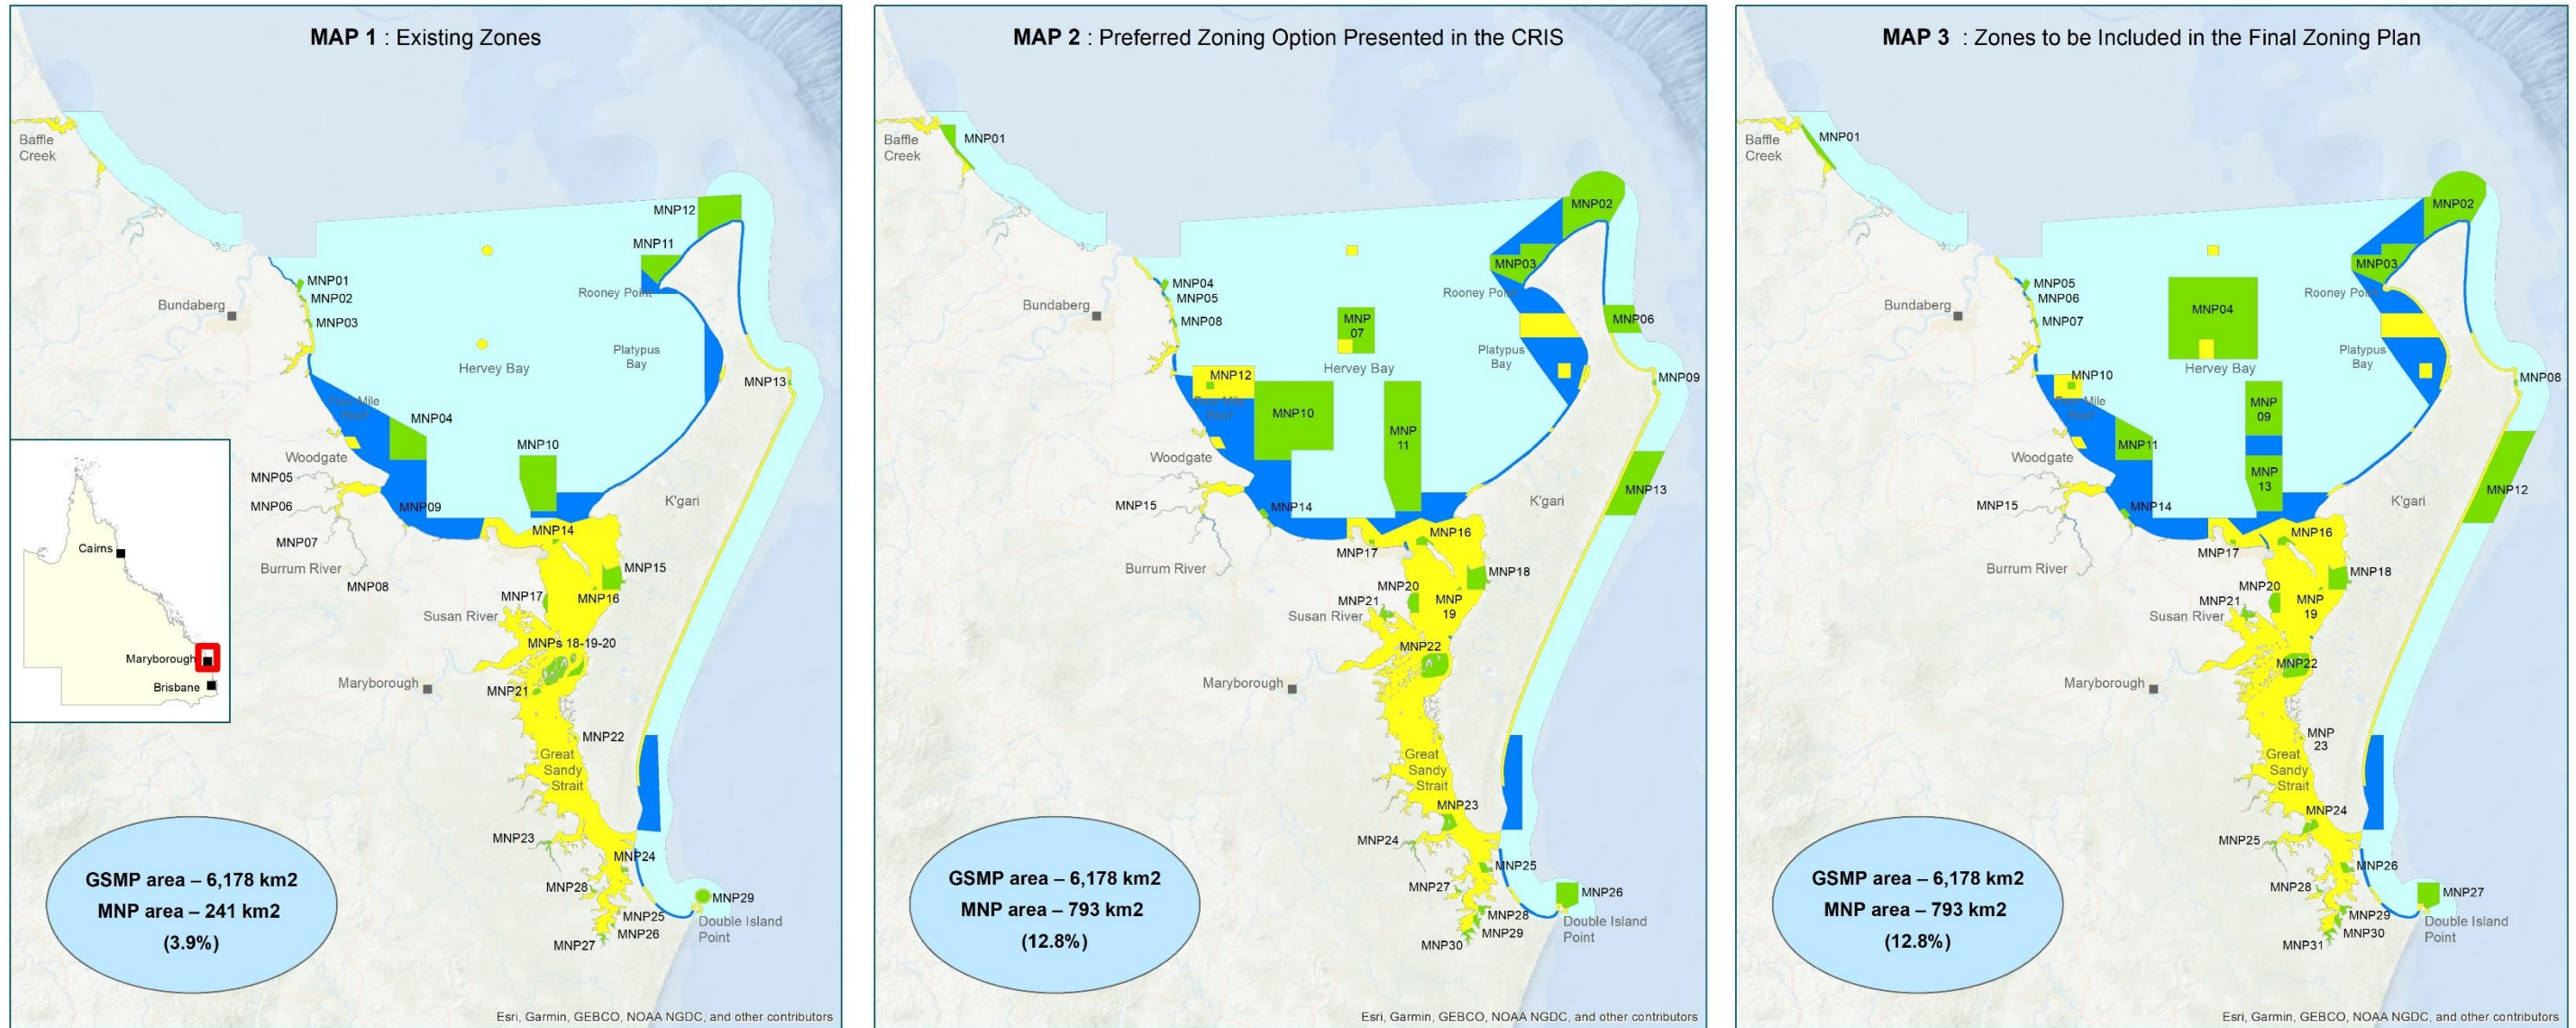 MAP 1 : Existing Zones
Baffle
Creek
MNP12
MNP11
Rooney Point
MNP01
MNP02
Bundaberg
MNP03
Platypus
Bay
Hervey Bay
MNP13
Mile
MNP04
MNP10
Woodgate
MNP05
K'gari
MNP06
MNP09
MNP14
MNP07
Burrum River
MNP15
MNP08
MNP17
MNP16
Susan River
MNPs 18-19-20
Maryborough
MNP21
MNP22
Great
Sandy
Strait
MNP23
MNP24
MNP28
MNP29
MNP25
Double Island
Point
MNP26
MNP27
Cairns
Maryborough
Brisbane
GSMP area – 6,178 km2
MNP area – 241 km2
(3.9%)
Esri, Garmin, GEBCO, NOAA NGDC, and other contributors
MAP 2 : Preferred Zoning Option Presented in the CRIS
Baffle
Creek
MNP01
MNP02
MNP03
Rooney Point
MNP04
MNP05
Bundaberg
MNP08
MNP
07
MNP06
Platypus
Bay
Hervey Bay
MNP12
MNP09
Mile
MNP10
MNP
11
Woodgate
MNP13
K'gari
MNP15
MNP14
MNP16
MNP17
Burrum River
MNP18
MNP20
MNP21
MNP
19
Susan River
MNP22
Maryborough
Great
Sandy
Strait
MNP23
MNP24
MNP25
MNP27
MNP26
MNP28
Double Island
Point
MNP29
MNP30
GSMP area – 6,178 km2
MNP area – 793 km2
(12.8%)
Esri, Garmin, GEBCO, NOAA NGDC, and other contributors
MAP 3 : Zones to be Included in the Final Zoning Plan
Baffle
Creek
MNP01
MNP02
MNP03
Rooney Point
MNP05
MNP06
Bundaberg
MNP07
MNP04
Platypus
Bay
Hervey Bay
MNP10
MNP08
Mile
MNP
09
MNP11
Woodgate
MNP
13
MNP12
K'gari
MNP15
MNP14
MNP16
MNP17
Burrum River
MNP18
MNP20
MNP21
MNP
19
Susan River
MNP22
Maryborough
MNP
23
Great
Sandy
Strait
MNP24
MNP25
MNP26
MNP28
MNP27
MNP29
Double Island
Point
MNP30
MNP31
GSMP area – 6,178 km2
MNP area – 793 km2
(12.8%)
Esri, Garmin, GEBCO, NOAA NGDC, and other contributors